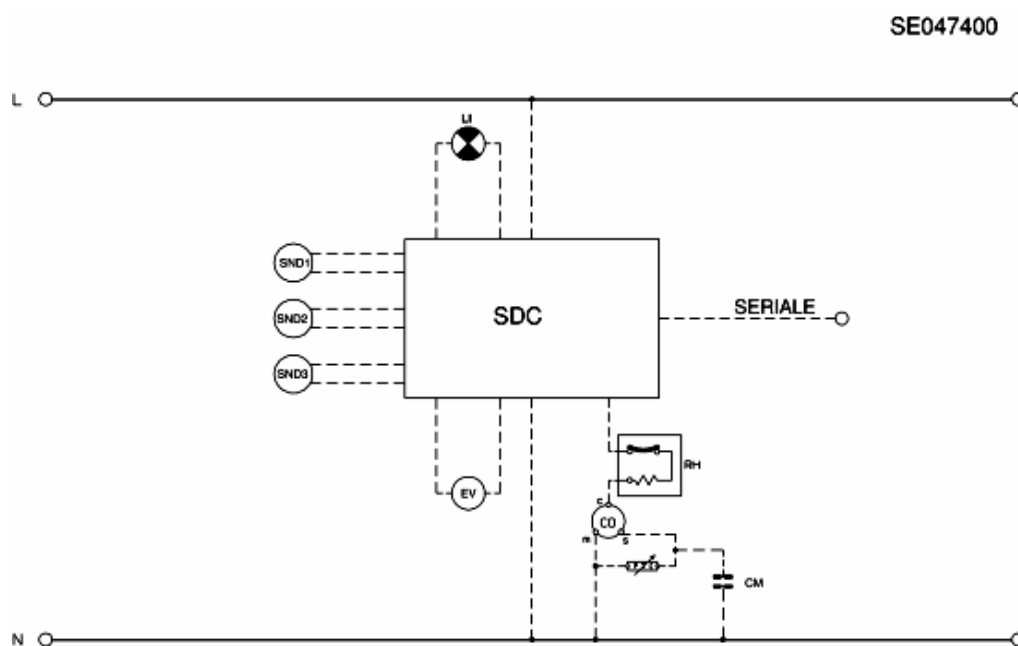 SE047400
L
LI
SND1
SND2
SDC
SERIALE
SND3
RH
EV
c
CO
m
s
CM
N